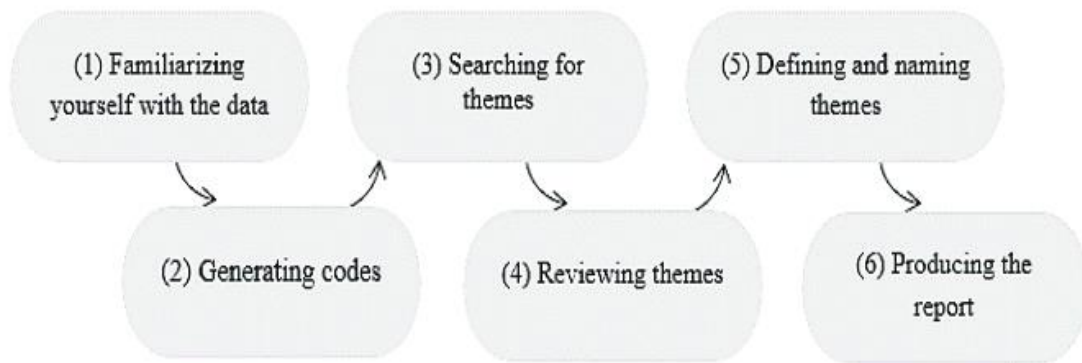 (1) Familiarizing
yourself with the data
(2) Generating codes
(3) Searching for
themes
(4) Reviewing themes
(5) Defining and naming
themes
(6) Producing the
report